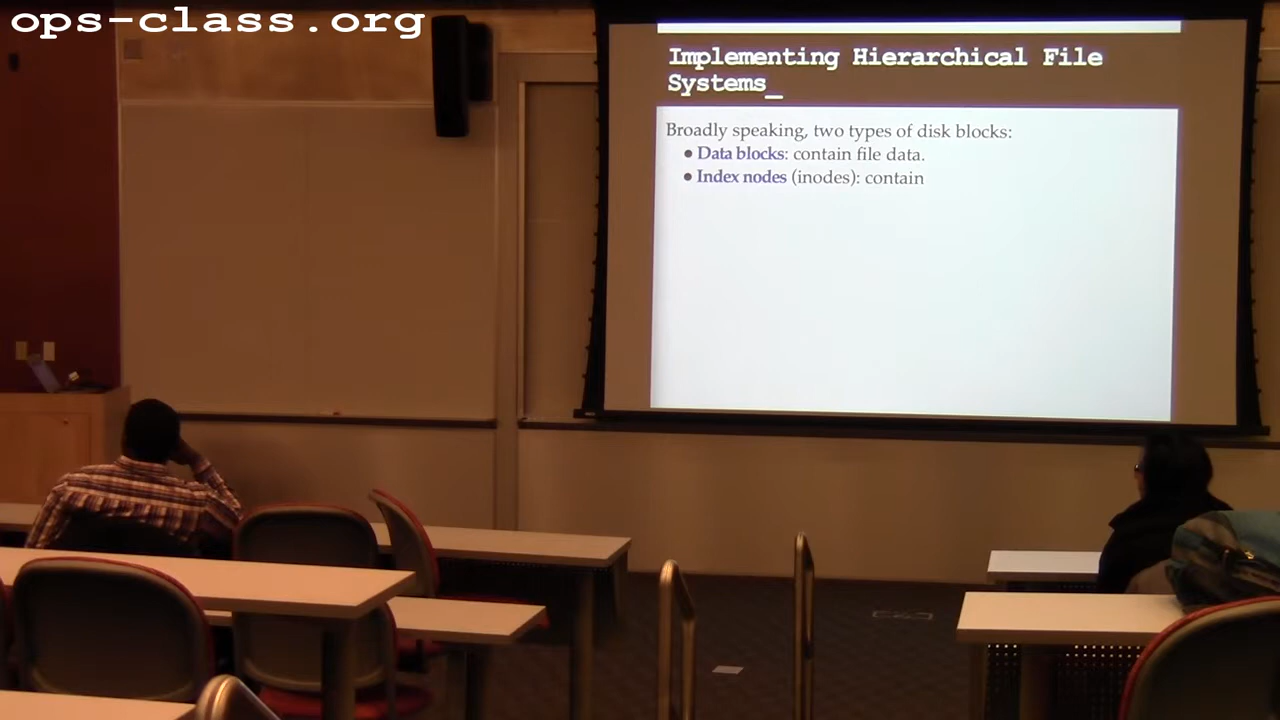 ops-class.org
Implementing Hierarchical File
Systems_
Broadly speaking, two types of disk blocks:
● Data blocks: contain file data.
● Index nodes (inodes): contain